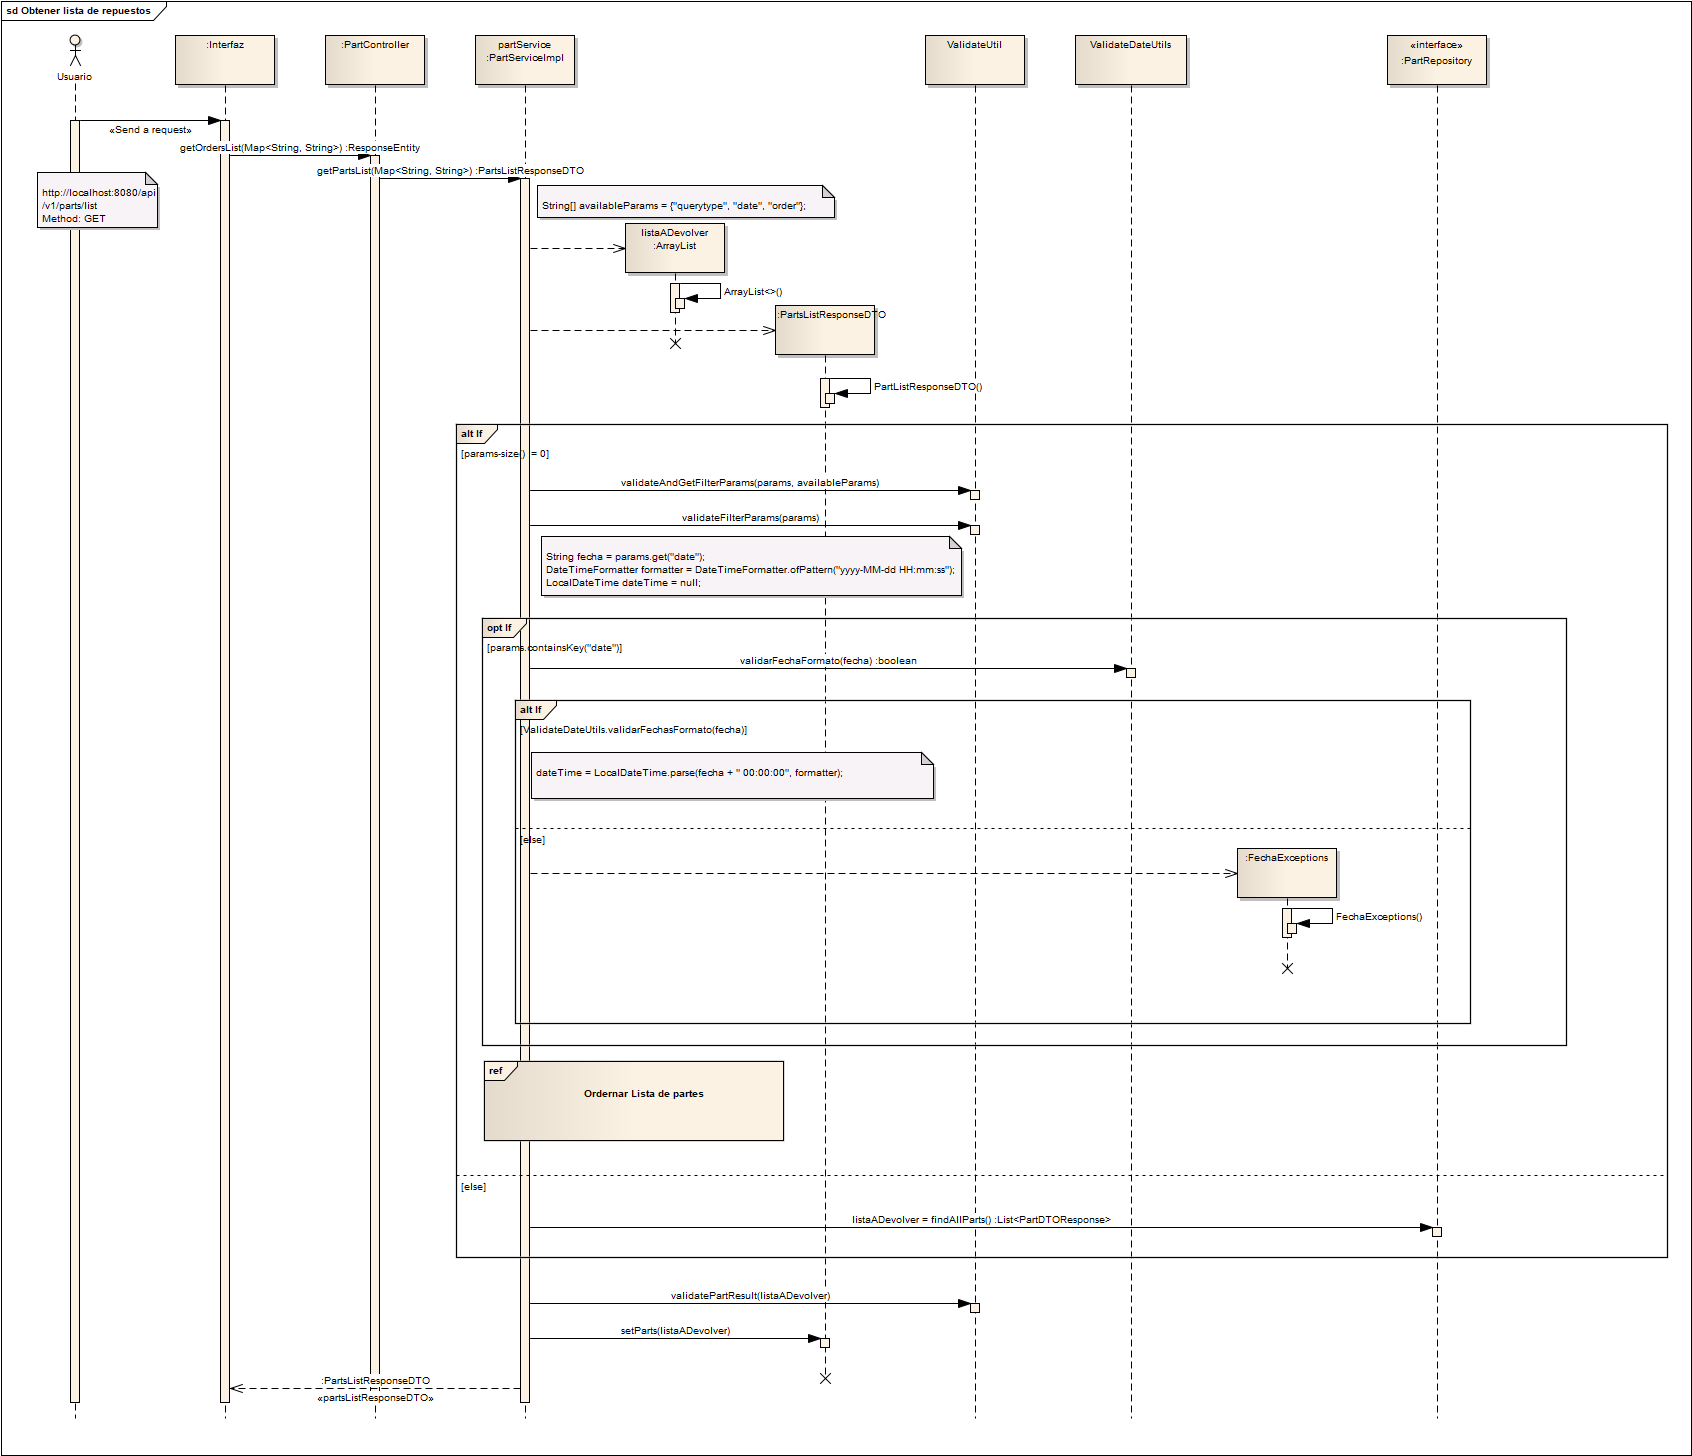 sd Obtener lista de repuestos
Usuario
:Interfaz
:PartController
partService
:PartServiceImpl
ValidateUtil
ValidateDateUtils
«interface»
:PartRepository
«Send a request»
getOrdersList(Map<String, String>) :ResponseEntity
getPartsList(Map<String, String>) :PartsListResponseDTO
http://localhost:8080/api
/v1/parts/list
Method: GET
String[] availableParams = {"querytype", "date", "order"};
listaADevolver
:ArrayList
ArrayList<>()
:PartsListResponseDTO
PartListResponseDTO()
alt If
[params-size() != 0]
validateAndGetFilterParams(params, availableParams)
validateFilterParams(params)
String fecha = params.get("date");
DateTimeFormatter formatter = DateTimeFormatter.ofPattern("yyyy-MM-dd HH:mm:ss");
LocalDateTime dateTime = null;
opt If
[params.containsKey("date")]
validarFechaFormato(fecha) :boolean
alt If
[ValidateDateUtils.validarFechasFormato(fecha)]
dateTime = LocalDateTime.parse(fecha + " 00:00:00", formatter);
[else]
:FechaExceptions
FechaExceptions()
ref
Ordernar Lista de partes
[else]
listaADevolver = findAllParts() :List<PartDTOResponse>
validatePartResult(listaADevolver)
setParts(listaADevolver)
:PartsListResponseDTO
«partsListResponseDTO»